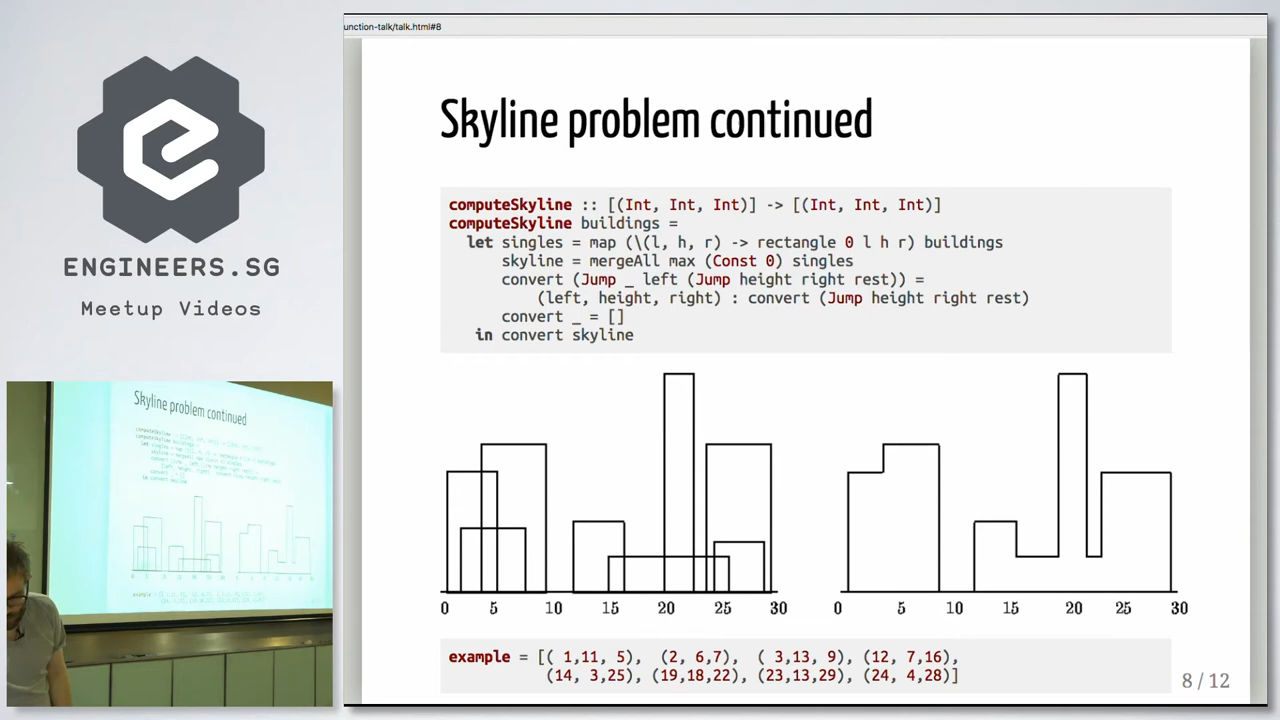 unction-talk/talk.html#8
Skyline problem continued
computeSkyline :: [(Int, Int, Int)] -> [(Int, Int, Int)]
computeSkyline buildings =
let singles = map (\(l, h, r) -> rectangle 0 l h r) buildings
skyline = mergeAll max (Const 0) singles
convert (Jump _ left (Jump height right rest)) =
(left, height, right) : convert (Jump height right rest)
convert _ = []
in convert skyline
0 5 10 15 20 25 30
0 5 10 15 20 25 30
example = [( 1,11, 5), (2, 6,7), ( 3,13, 9), (12, 7,16),
(14, 3,25), (19,18,22), (23,13,29), (24, 4,28)]
8 / 12
ENGINEERS.SG
Meetup Videos
Skyline problem continued